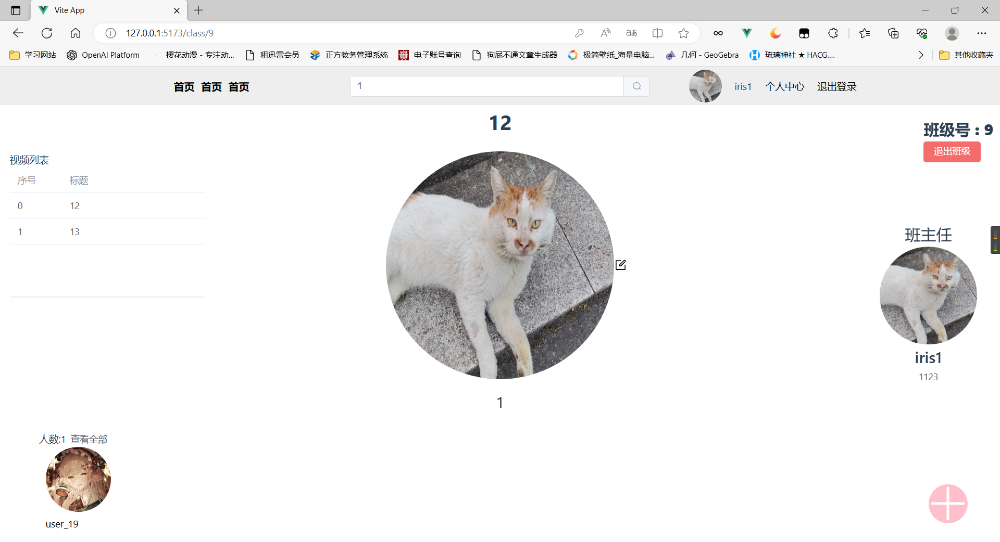 Vite App
127.0.0.1:5173/class/9
学习网站 OpenAI Platform 樱花动漫 - 专注动... 租迅雷会员 正方教务管理系统 电子账号查询 狗屁不通文章生成器 极简壁纸_海量电脑... 几何 - GeoGebra 琉璃神社 ★ HACG.... 其他收藏夹
首页 首页 首页 1 iris1 个人中心 退出登录
12
班级号：9
退出班级
视频列表
序号 标题
0 12
1 13
班主任
iris1
1123
1
人数:1 查看全部
user_19